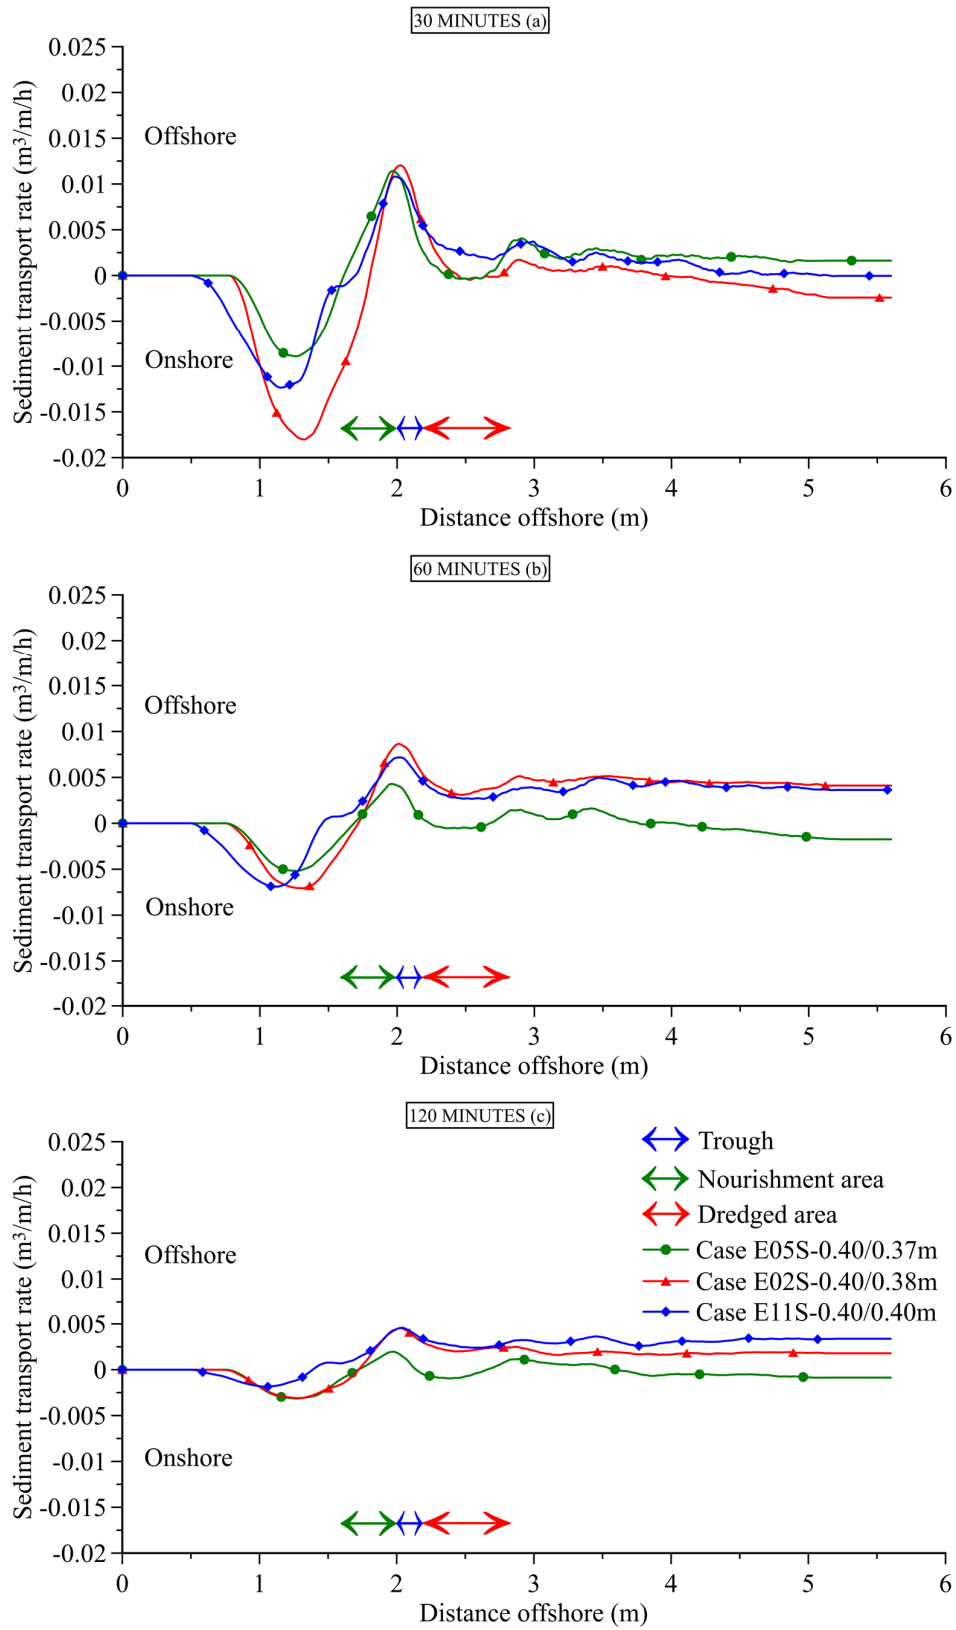 30 MINUTES (a)
0.025
0.02
0.015
0.01
0.005
0
-0.005
-0.01
-0.015
-0.02
Sediment transport rate (m³/m/h)
Offshore
Onshore
0 1 2 3 4 5 6
Distance offshore (m)
60 MINUTES (b)
0.025
0.02
0.015
0.01
0.005
0
-0.005
-0.01
-0.015
-0.02
Sediment transport rate (m³/m/h)
Offshore
Onshore
0 1 2 3 4 5 6
Distance offshore (m)
120 MINUTES (c)
0.025
0.02
0.015
0.01
0.005
0
-0.005
-0.01
-0.015
-0.02
Sediment transport rate (m³/m/h)
Offshore
Onshore
Trough
Nourishment area
Dredged area
Case E05S-0.40/0.37m
Case E02S-0.40/0.38m
Case E11S-0.40/0.40m
0 1 2 3 4 5 6
Distance offshore (m)